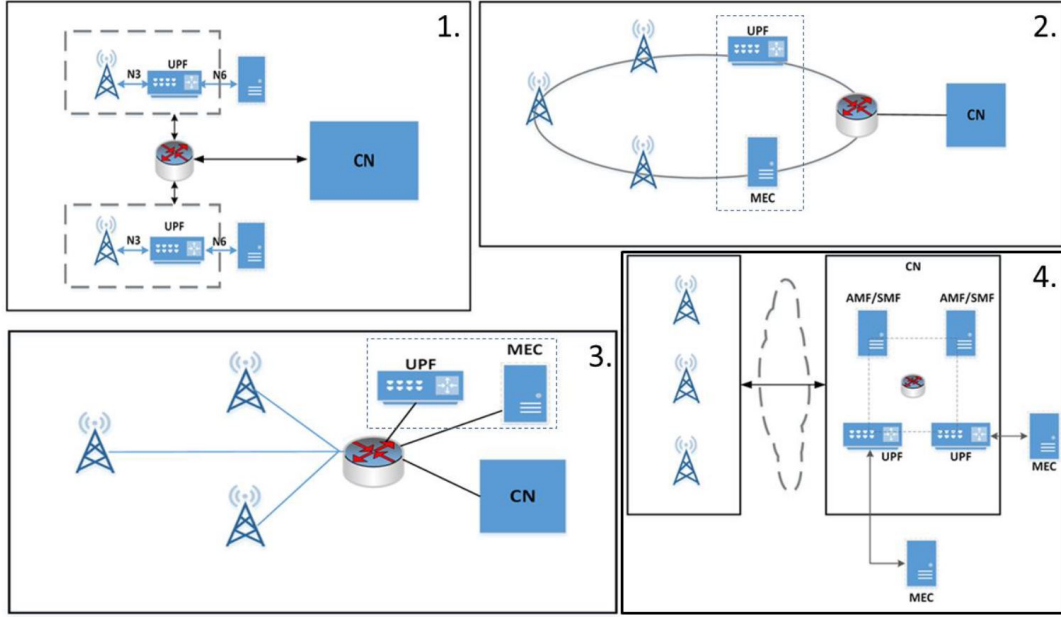 1.
UPF
N3
N6
CN
UPF
N3
N6
2.
UPF
CN
MEC
3.
MEC
UPF
CN
4.
CN
AMF/SMF
AMF/SMF
UPF
UPF
MEC
MEC